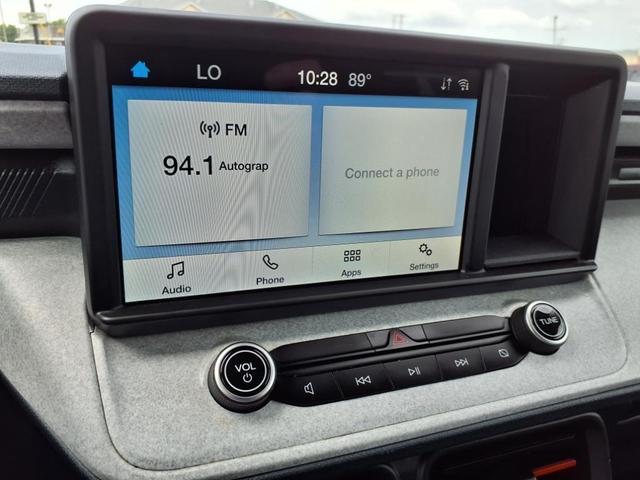 LO 10:28 89°
FM
94.1 Autograp
Connect a phone
Audio Phone Apps Settings
VOL
TUNE